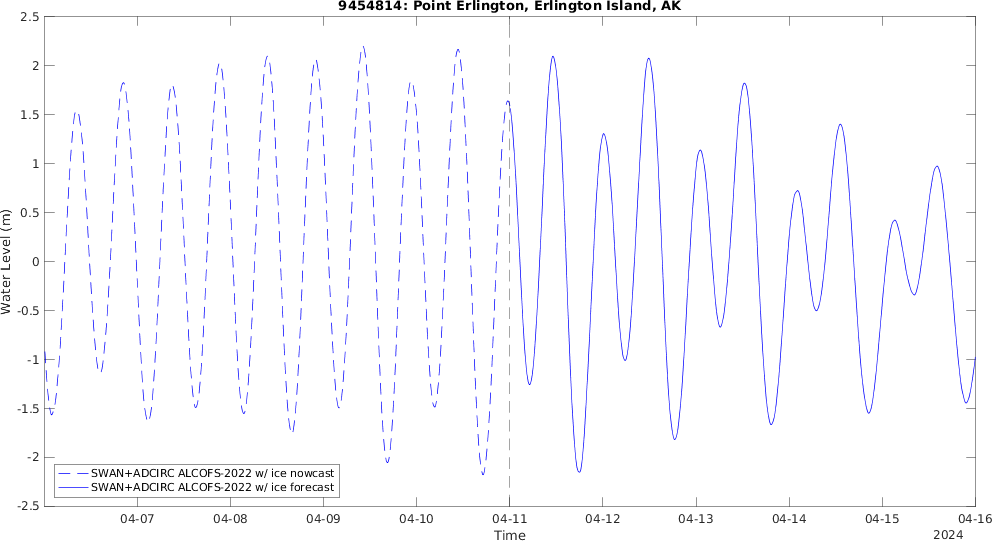 9454814: Point Erlington, Erlington Island, AK
2.5
2
1.5
1
0.5
0
-0.5
-1
-1.5
-2
-2.5
Water Level (m)
SWAN+ADCIRC ALCOFS-2022 w/ ice nowcast
SWAN+ADCIRC ALCOFS-2022 w/ ice forecast
04-07 04-08 04-09 04-10 04-11 04-12 04-13 04-14 04-15 04-16
Time
2024